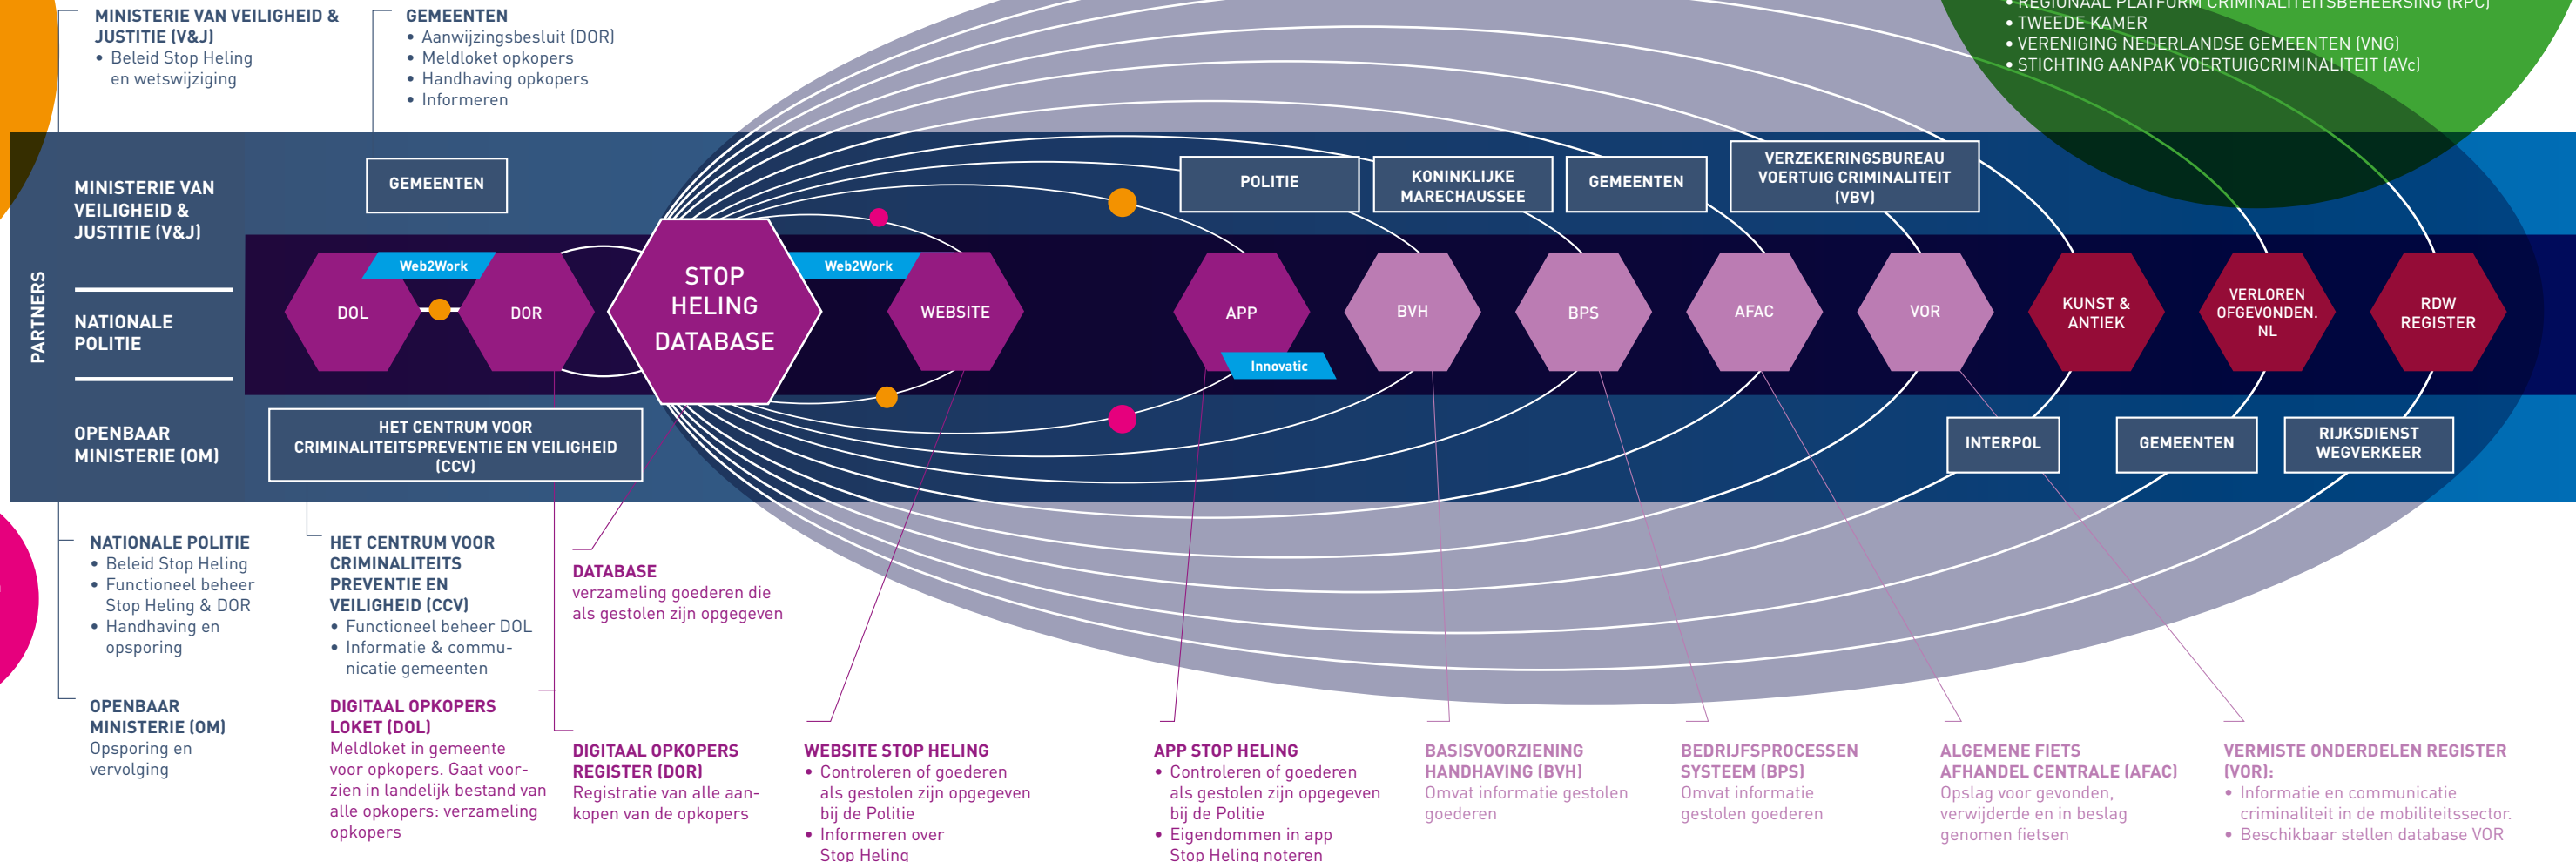 MINISTERIE VAN VEILIGHEID &
JUSTITIE (V&J)
• Beleid Stop Heling
en wetswijziging
GEMEENTEN
• Aanwijzingsbesluit (DOR)
• Meldloket opkopers
• Handhaving opkopers
• Informeren
• REGIONAAL PLATFORM CRIMINALITEITSBEHEERSING (RPC)
• TWEEDE KAMER
• VERENIGING NEDERLANDSE GEMEENTEN (VNG)
• STICHTING AANPAK VOERTUIGCRIMINALITEIT (AVc)
PARTNERS
MINISTERIE VAN
VEILIGHEID &
JUSTITIE (V&J)
NATIONALE
POLITIE
OPENBAAR
MINISTERIE (OM)
GEMEENTEN
POLITIE
KONINKLIJKE
MARECHAUSSEE
GEMEENTEN
VERZEKERINGSBUREAU
VOERTUIG CRIMINALITEIT
(VBV)
DOL
Web2Work
DOR
STOP
HELING
DATABASE
Web2Work
WEBSITE
APP
Innovatic
BVH
BPS
AFAC
VOR
KUNST &
ANTIEK
VERLOREN
OFGEVONDEN.
NL
RDW
REGISTER
HET CENTRUM VOOR
CRIMINALITEITSPREVENTIE EN VEILIGHEID
(CCV)
INTERPOL
GEMEENTEN
RIJKSDIENST
WEGVERKEER
NATIONALE POLITIE
• Beleid Stop Heling
• Functioneel beheer
Stop Heling & DOR
• Handhaving en
opsporing
OPENBAAR
MINISTERIE (OM)
Opsporing en
vervolging
HET CENTRUM VOOR
CRIMINALITEITS
PREVENTIE EN
VEILIGHEID (CCV)
• Functioneel beheer DOL
• Informatie & commu-
nicatie gemeenten
DIGITAAL OPKOPERS
LOKET (DOL)
Meldloket in gemeente
voor opkopers. Gaat voor-
zien in landelijk bestand van
alle opkopers: verzameling
opkopers
DATABASE
verzameling goederen die
als gestolen zijn opgegeven
DIGITAAL OPKOPERS
REGISTER (DOR)
Registratie van alle aan-
kopen van de opkopers
WEBSITE STOP HELING
• Controleren of goederen
als gestolen zijn opgegeven
bij de Politie
• Informeren over
Stop Heling
APP STOP HELING
• Controleren of goederen
als gestolen zijn opgegeven
bij de Politie
• Eigendommen in app
Stop Heling noteren
BASISVOORZIENING
HANDHAVING (BVH)
Omvat informatie gestolen
goederen
BEDRIJFSPROCESSEN
SYSTEEM (BPS)
Omvat informatie
gestolen goederen
ALGEMENE FIETS
AFHANDEL CENTRALE (AFAC)
Opslag voor gevonden,
verwijderde en in beslag
genomen fietsen
VERMISTE ONDERDELEN REGISTER
(VOR):
• Informatie en communicatie
criminaliteit in de mobiliteitssector.
• Beschikbaar stellen database VOR